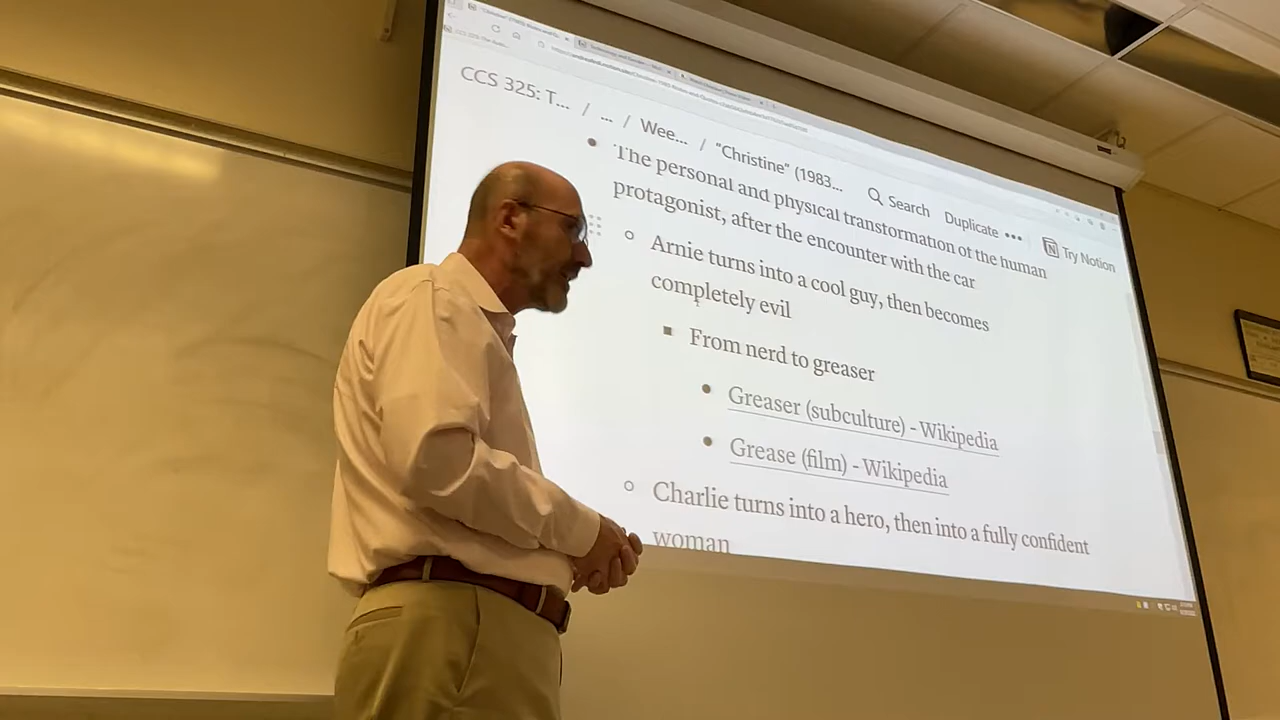 CCS 325: T... / ... / Wee... / "Christine" (1983...
Search Duplicate ••• Try Notion
• The personal and physical transformation of the human
protagonist, after the encounter with the car
○ Arnie turns into a cool guy, then becomes
completely evil
▪ From nerd to greaser
• Greaser (subculture) - Wikipedia
• Grease (film) - Wikipedia
○ Charlie turns into a hero, then into a fully confident
woman